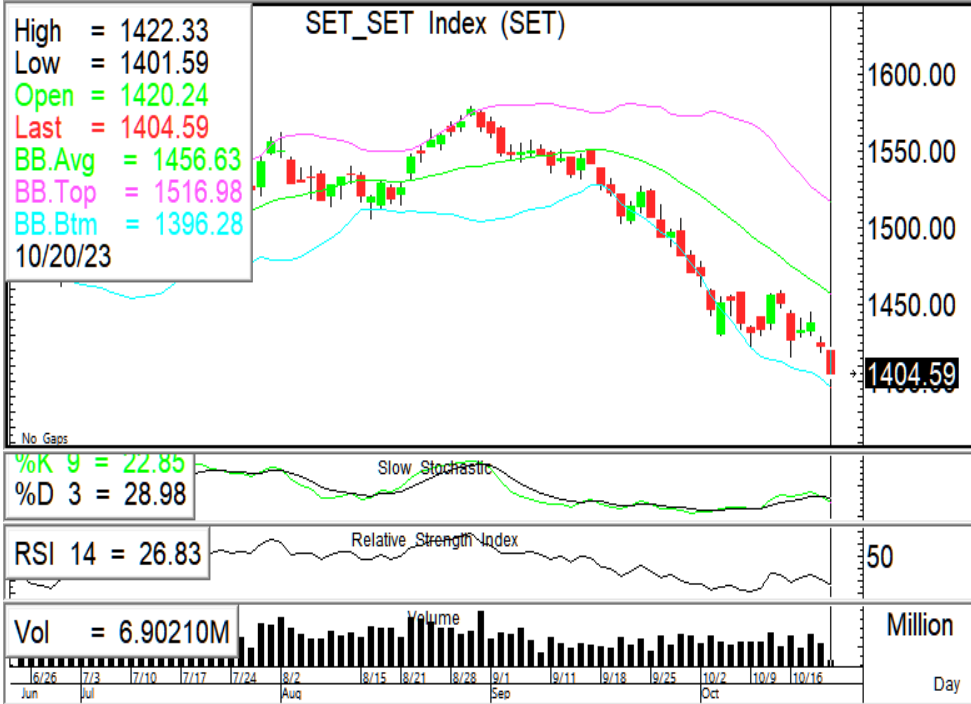 SET_SET Index (SET)
High = 1422.33
Low = 1401.59
Open = 1420.24
Last = 1404.59
BB.Avg = 1456.63
BB.Top = 1516.98
BB.Btm = 1396.28
10/20/23
1600.00
1550.00
1500.00
1450.00
1404.59
No Gaps
%K 9 = 22.85
%D 3 = 28.98
Slow Stochastic
RSI 14 = 26.83
Relative Strength Index
50
Vol = 6.90210M
Volume
Million
6/26 7/3 7/10 7/17 7/24 8/2 8/15 8/21 8/28 9/1 9/11 9/18 9/25 10/2 10/9 10/16
Jun Jul Aug Sep Oct
Day